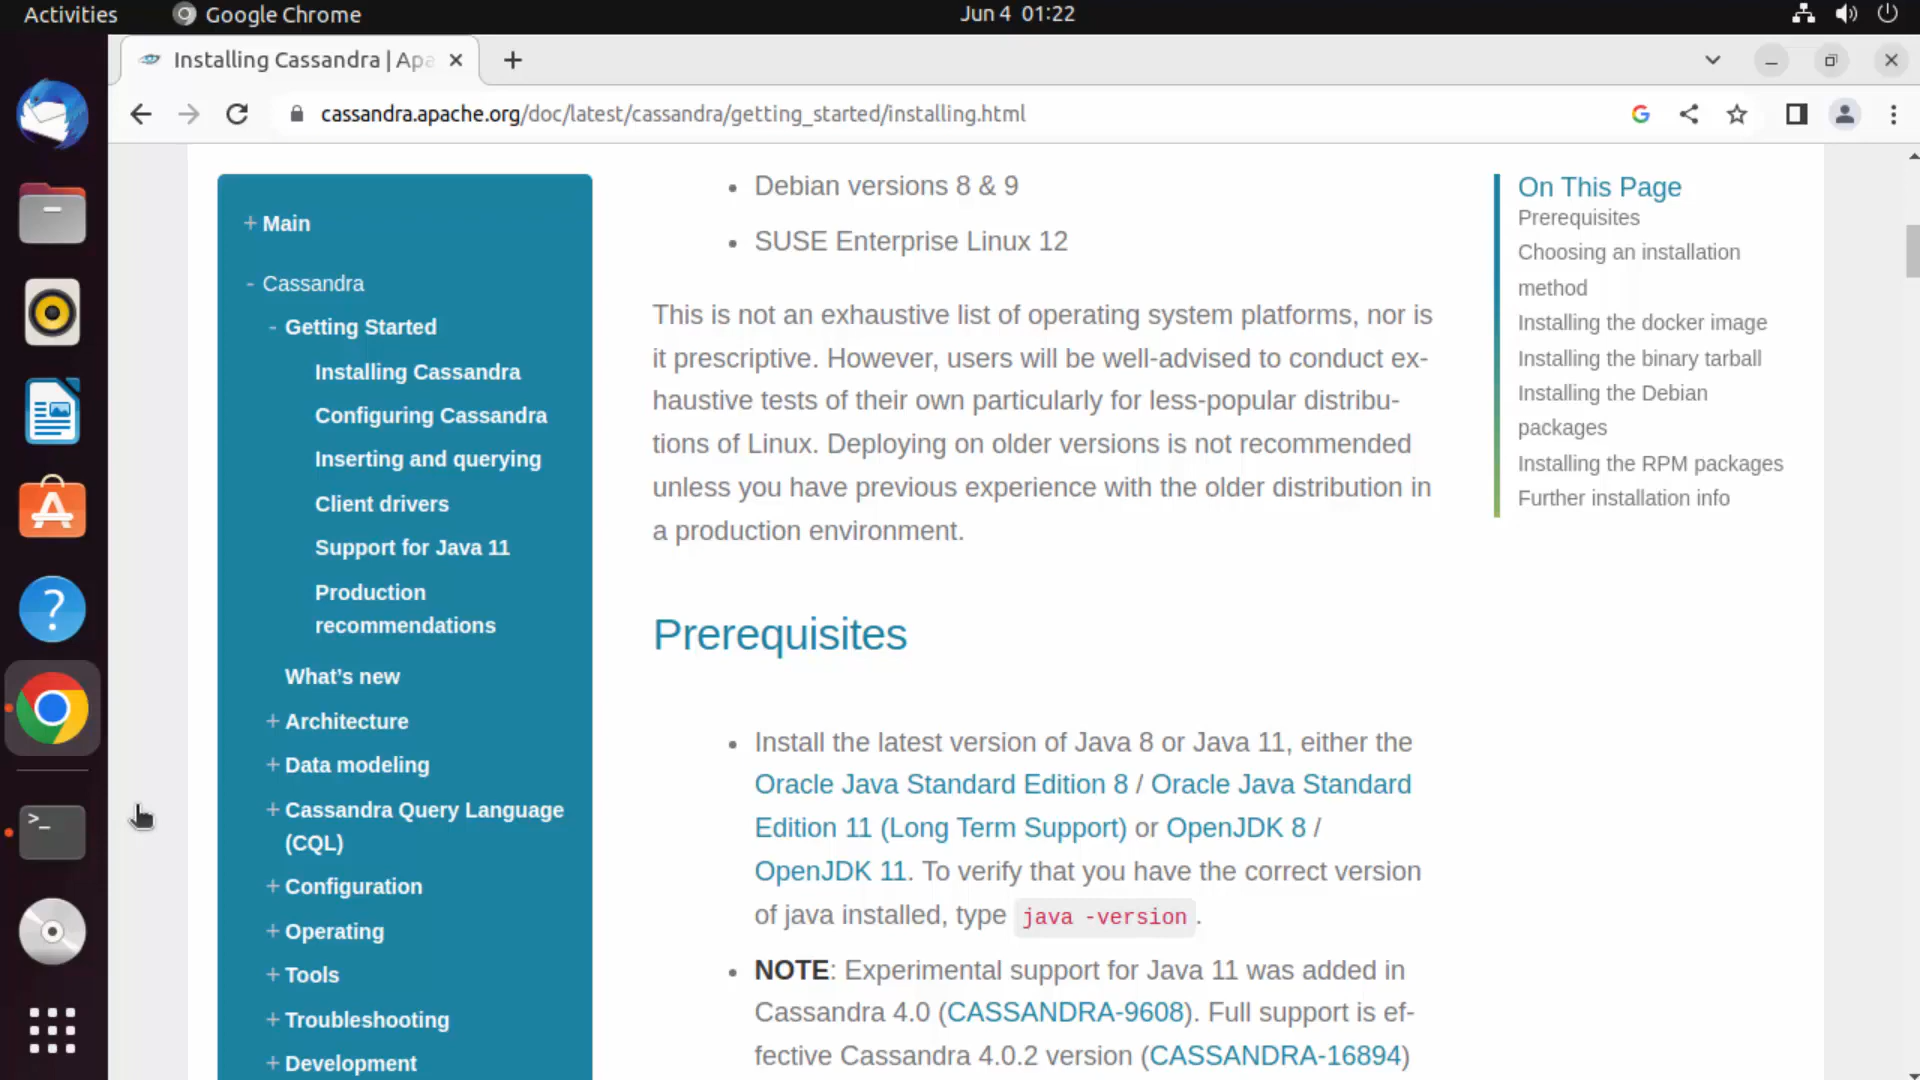 Activities
Google Chrome
Jun 4 01:22
Installing Cassandra | Apa
cassandra.apache.org/doc/latest/cassandra/getting_started/installing.html
+ Main
- Cassandra
- Getting Started
Installing Cassandra
Configuring Cassandra
Inserting and querying
Client drivers
Support for Java 11
Production
recommendations
What’s new
+ Architecture
+ Data modeling
+ Cassandra Query Language
(CQL)
+ Configuration
+ Operating
+ Tools
+ Troubleshooting
+ Development
• Debian versions 8 & 9
• SUSE Enterprise Linux 12
This is not an exhaustive list of operating system platforms, nor is
it prescriptive. However, users will be well-advised to conduct ex-
haustive tests of their own particularly for less-popular distribu-
tions of Linux. Deploying on older versions is not recommended
unless you have previous experience with the older distribution in
a production environment.
Prerequisites
• Install the latest version of Java 8 or Java 11, either the
Oracle Java Standard Edition 8 / Oracle Java Standard
Edition 11 (Long Term Support) or OpenJDK 8 /
OpenJDK 11. To verify that you have the correct version
of java installed, type java -version.
• NOTE: Experimental support for Java 11 was added in
Cassandra 4.0 (CASSANDRA-9608). Full support is ef-
fective Cassandra 4.0.2 version (CASSANDRA-16894)
On This Page
Prerequisites
Choosing an installation
method
Installing the docker image
Installing the binary tarball
Installing the Debian
packages
Installing the RPM packages
Further installation info